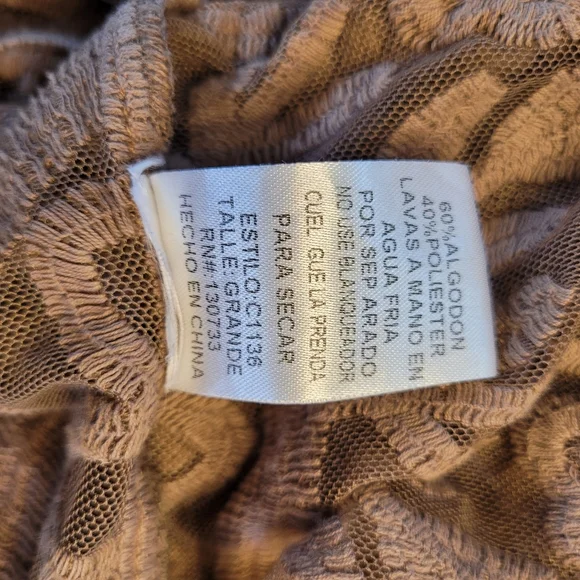 60%ALGODON
40%POLIESTER
LAVAS A MANO EN
AGUA FRIA
POR SEP ARADO
NO USE BLANQUEADOR
CUEL GUE LA PRENDA
PARA SECAR
ESTILO:C1136
TALLE: GRANDE
RN#:130733
HECHO EN CHINA